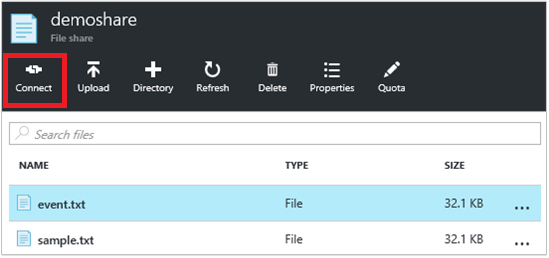 demoshare
File share
Connect Upload Directory Refresh Delete Properties Quota
Search files
NAME TYPE SIZE
event.txt File 32.1 KB ...
sample.txt File 32.1 KB ...